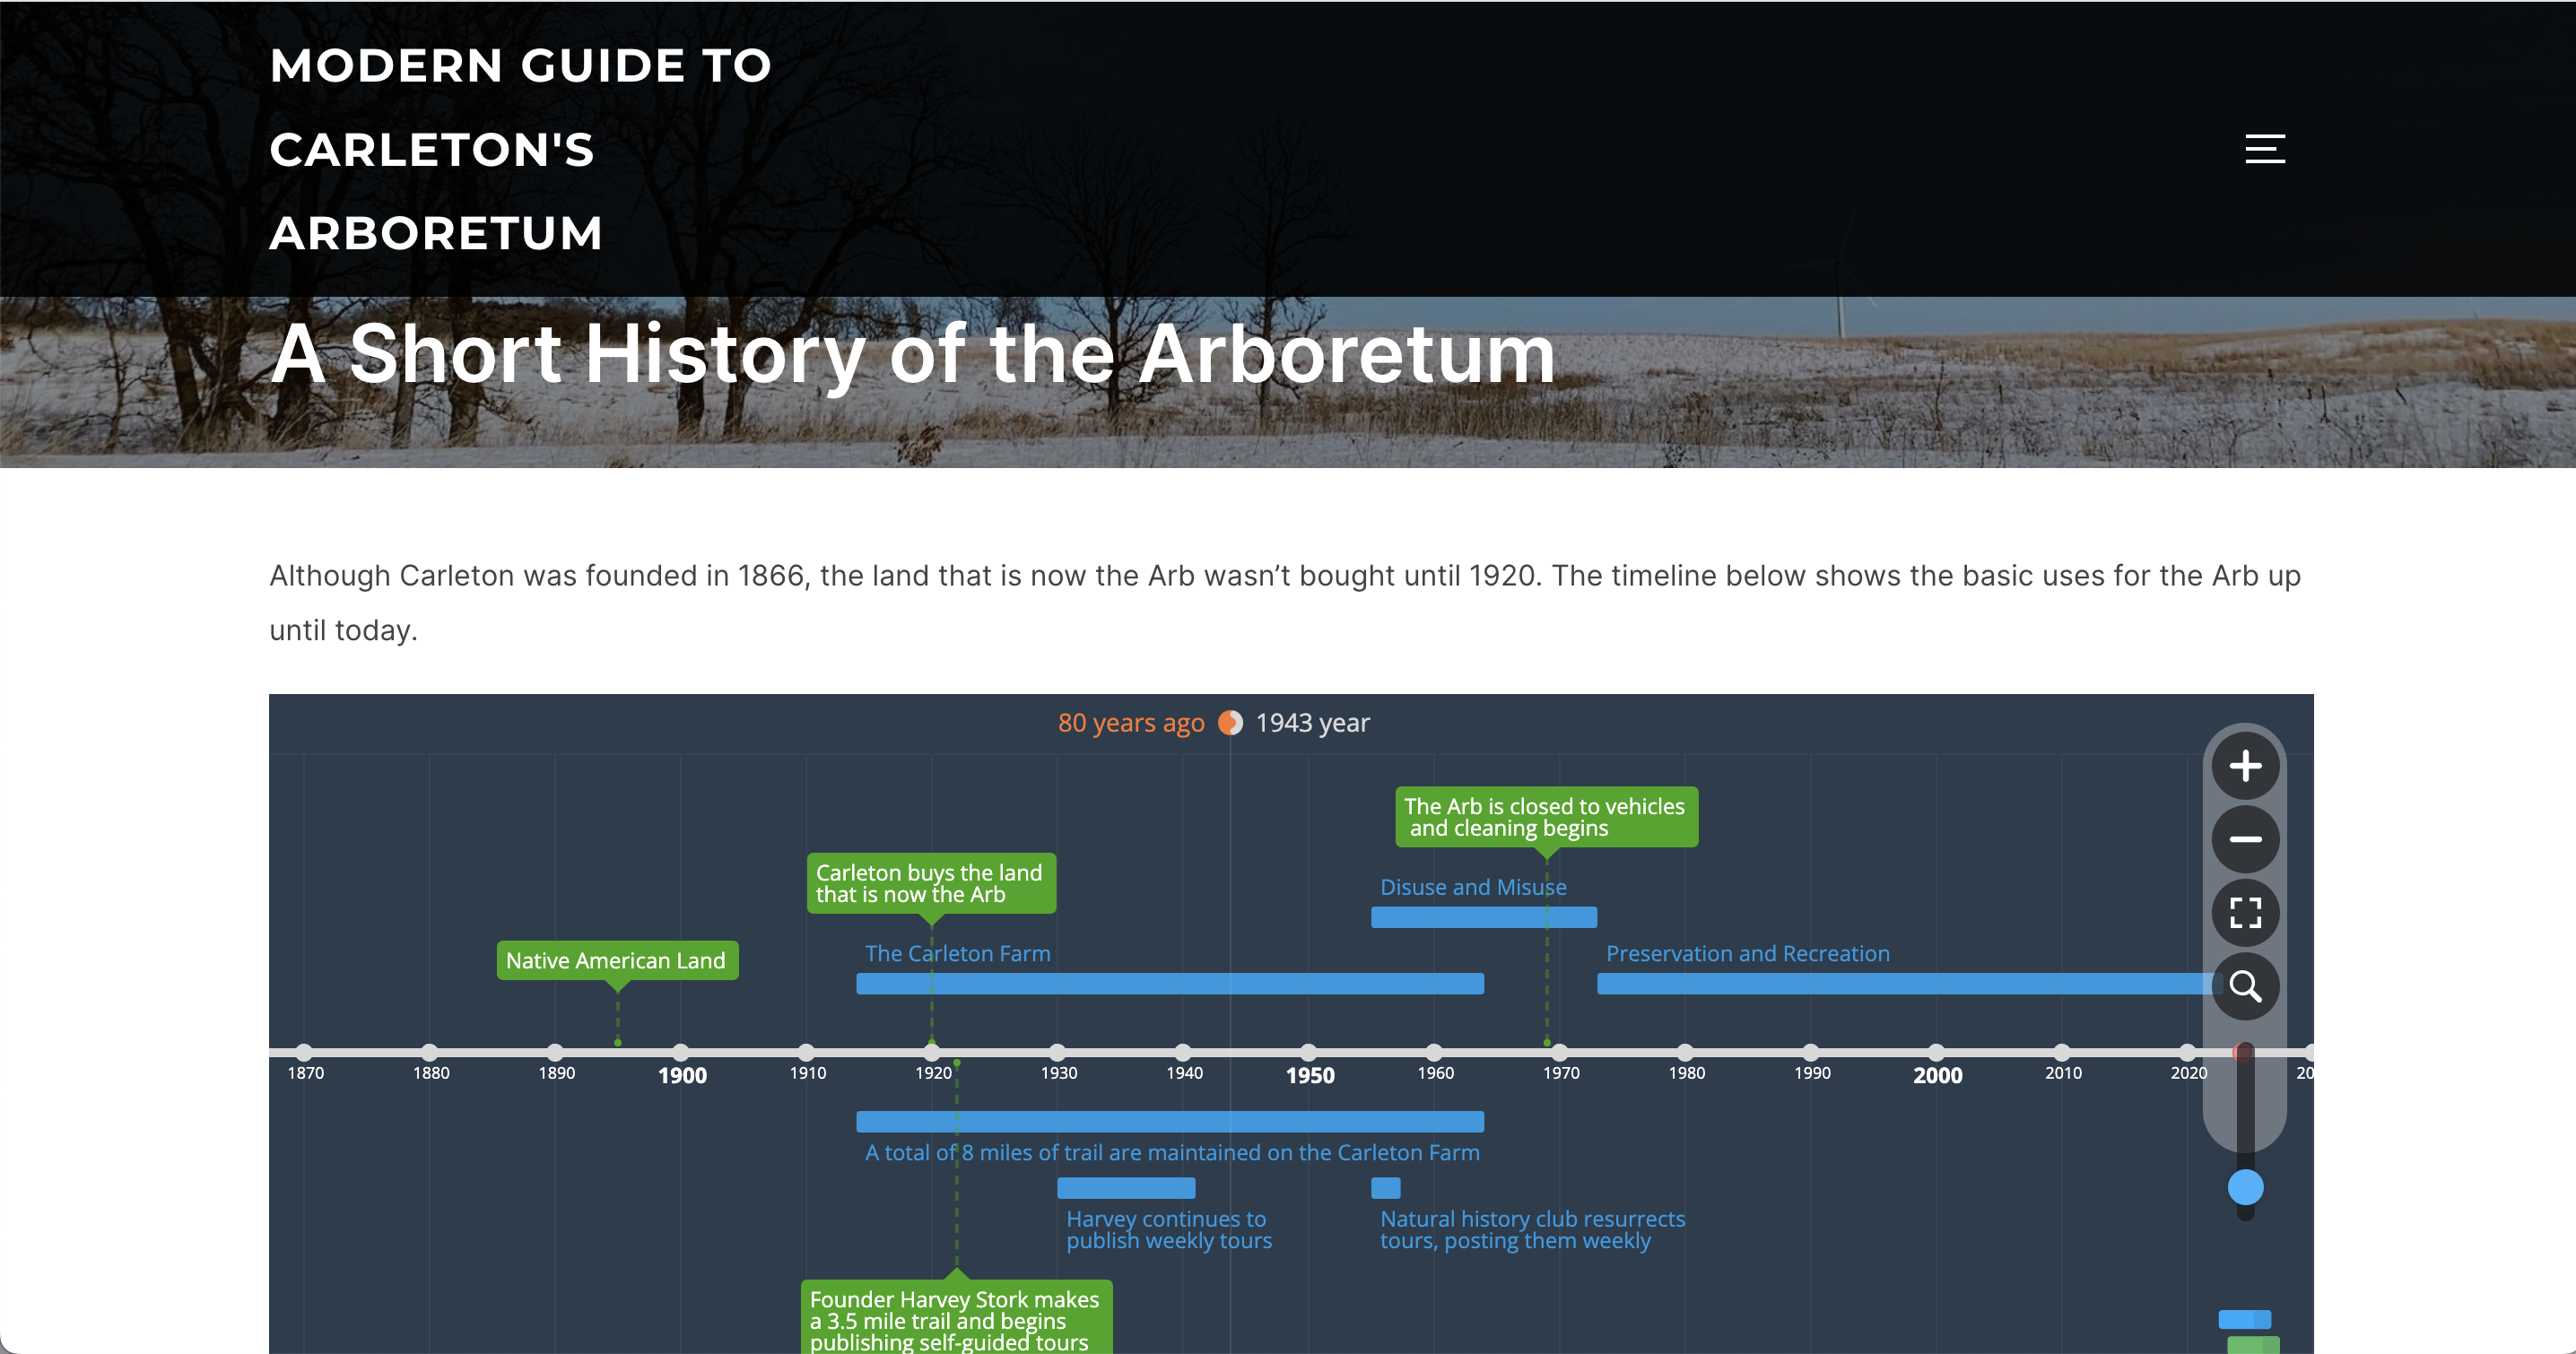 MODERN GUIDE TO
CARLETON'S
ARBORETUM
A Short History of the Arboretum
Although Carleton was founded in 1866, the land that is now the Arb wasn’t bought until 1920. The timeline below shows the basic uses for the Arb up
until today.
80 years ago 1943 year
The Arb is closed to vehicles
and cleaning begins
Carleton buys the land
that is now the Arb
Disuse and Misuse
Native American Land
The Carleton Farm
Preservation and Recreation
1870 1880 1890 1900 1910 1920 1930 1940 1950 1960 1970 1980 1990 2000 2010 2020 20
A total of 8 miles of trail are maintained on the Carleton Farm
Harvey continues to
publish weekly tours
Natural history club resurrects
tours, posting them weekly
Founder Harvey Stork makes
a 3.5 mile trail and begins
publishing self-guided tours